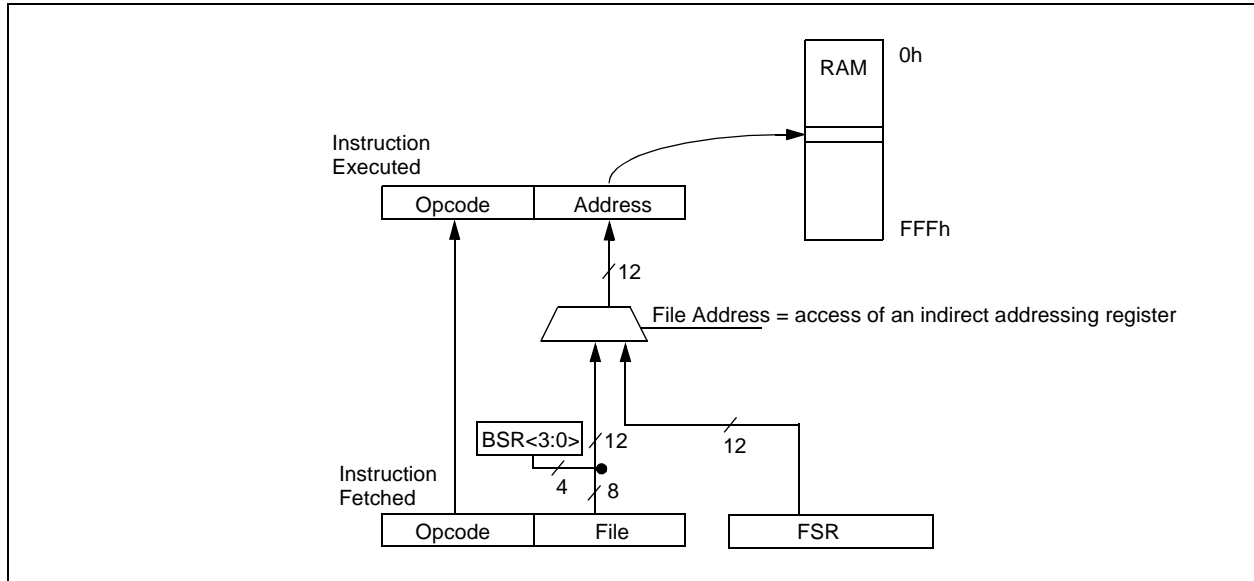 RAM
0h
Instruction
Executed
Opcode
Address
FFFh
12
File Address = access of an indirect addressing register
BSR<3:0>
12
12
4
8
Instruction
Fetched
Opcode
File
FSR